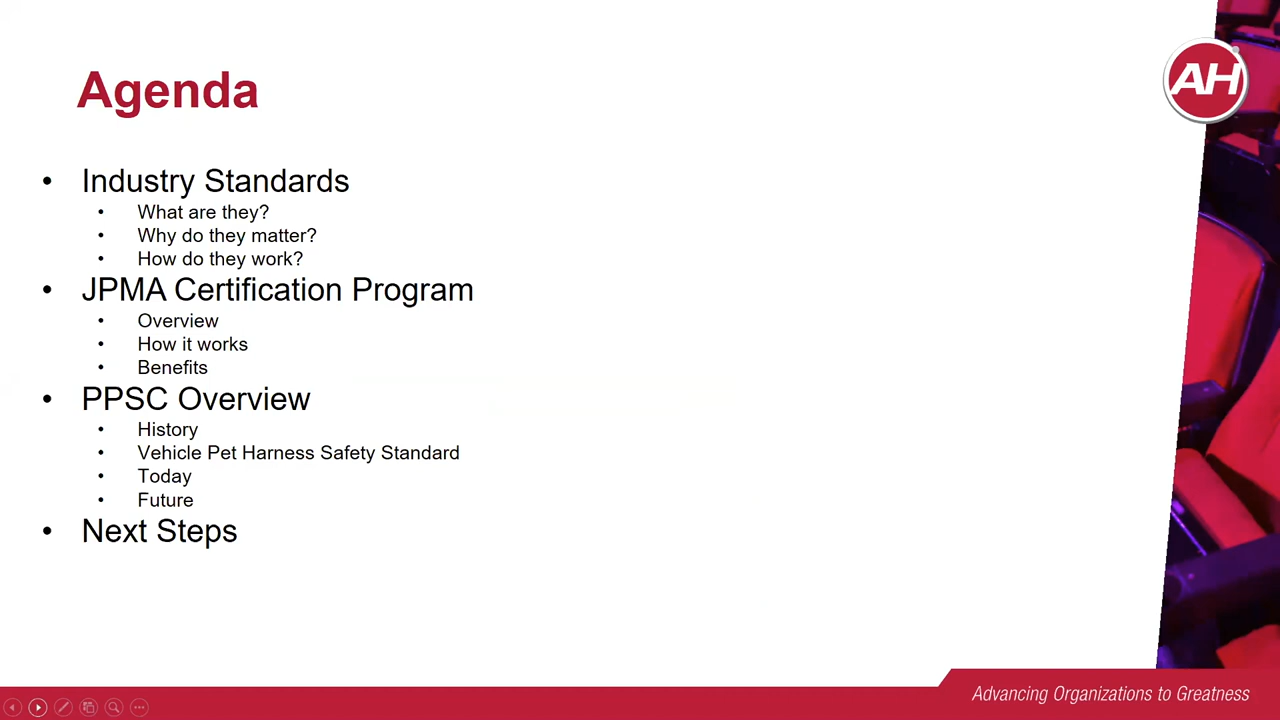 Agenda
AH
• Industry Standards
• What are they?
• Why do they matter?
• How do they work?
• JPMA Certification Program
• Overview
• How it works
• Benefits
• PPSC Overview
• History
• Vehicle Pet Harness Safety Standard
• Today
• Future
• Next Steps
Advancing Organizations to Greatness